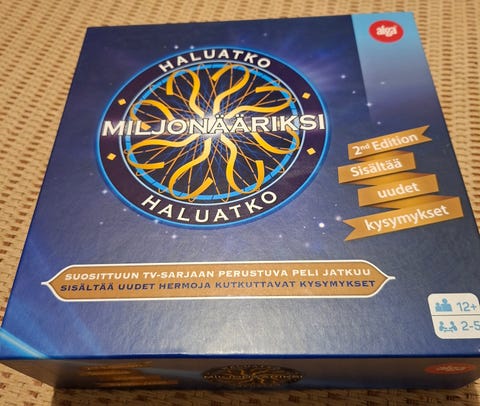 alga
HALUATKO
MILJONÄÄRIKSI
HALUATKO
2nd Edition
Sisältää
uudet
kysymykset
SUOSITTUUN TV-SARJAAN PERUSTUVA PELI JATKUU
SISÄLTÄÄ UUDET HERMOJA KUTKUTTAVAT KYSYMYKSET
12+
2-5
MILJONÄÄRIKSI